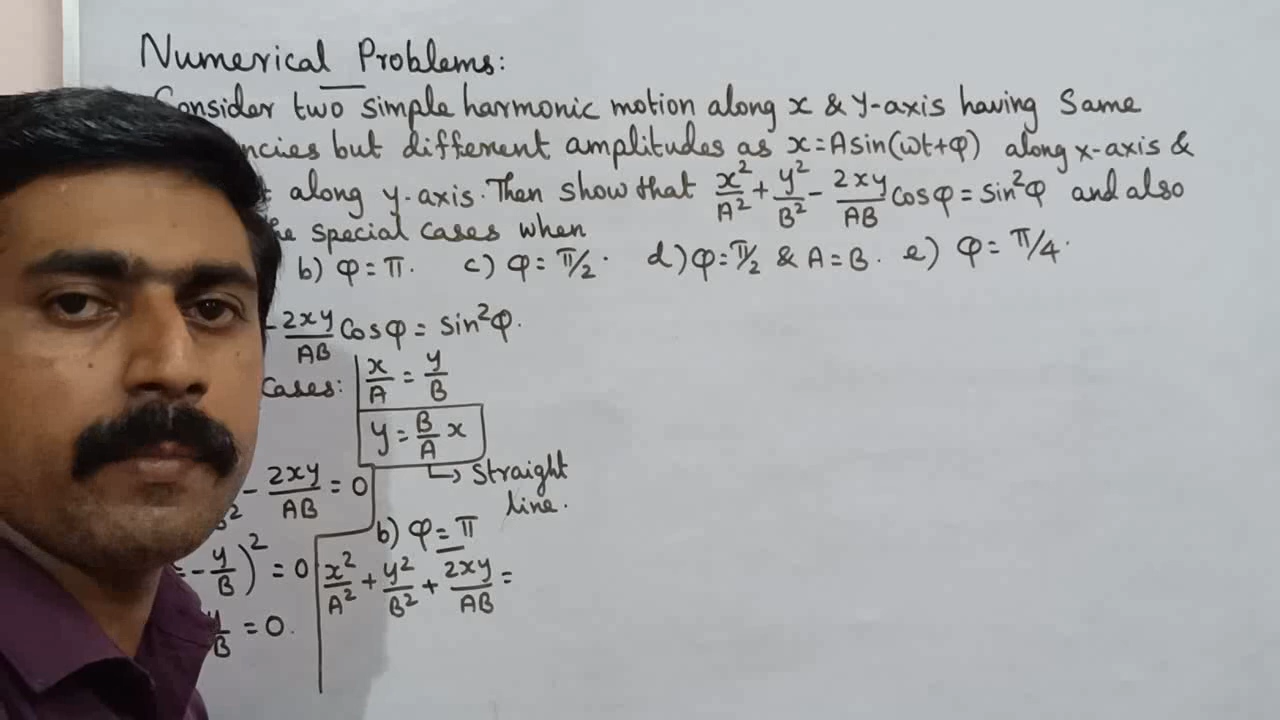 Numerical Problems:
Consider two simple harmonic motion along x & y-axis having Same
but different amplitudes as x=Asin(ωt+φ) along x-axis &
along y-axis. Then show that x²/A² + y²/B² - 2xy/AB cosφ = sin²φ and also
special cases when
b) φ=π. c) φ=π/2. d) φ=π/2 & A=B. e) φ=π/4.
- 2xy/AB Cosφ = sin²φ.
Cases:
x/A = y/B
y = B/A x
→ Straight line.
- 2xy/AB = 0
- y/B)² = 0
y/B = 0.
b) φ=π
x²/A² + y²/B² + 2xy/AB =